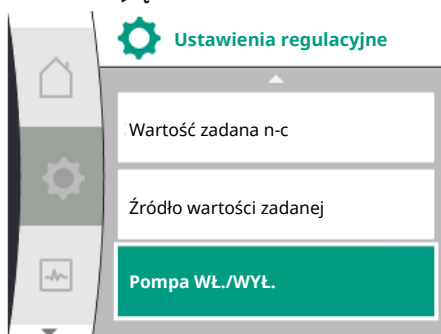 Ustawienia regulacyjne
Wartość zadana n-c
Źródło wartości zadanej
Pompa WŁ./WYŁ.